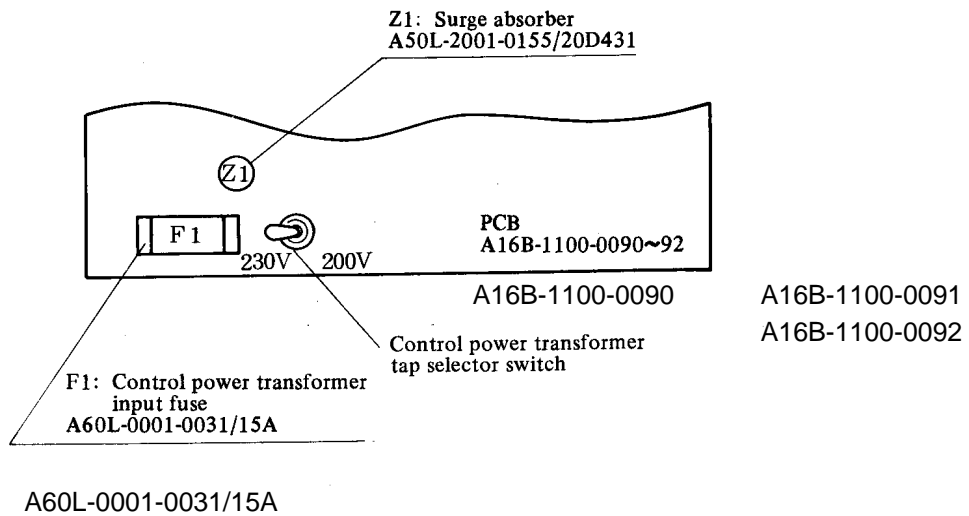 Z1: Surge absorber
A50L-2001-0155/20D431
Z1
F1
230V 200V
PCB
A16B-1100-0090~92
A16B-1100-0090 A16B-1100-0091
A16B-1100-0092
Control power transformer
tap selector switch
F1: Control power transformer
input fuse
A60L-0001-0031/15A
A60L-0001-0031/15A